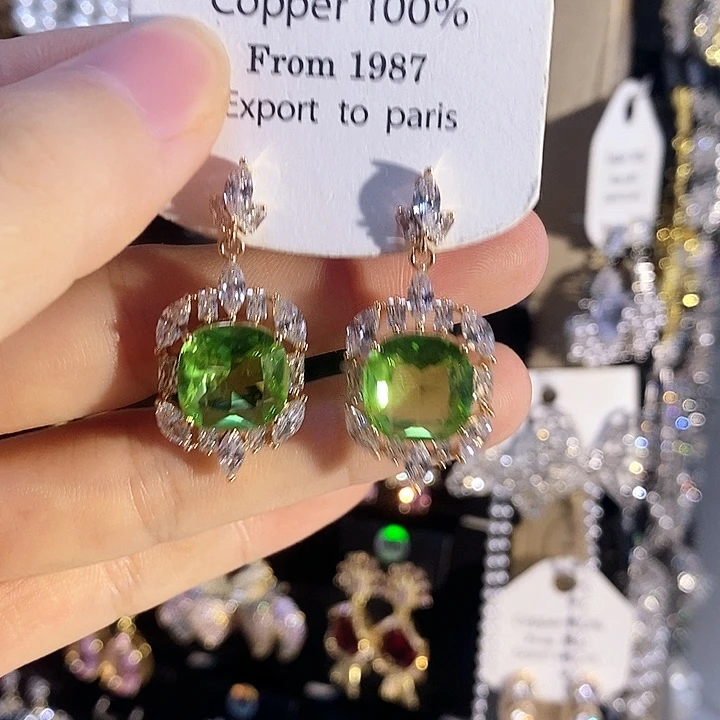 Copper 100%
From 1987
Export to paris